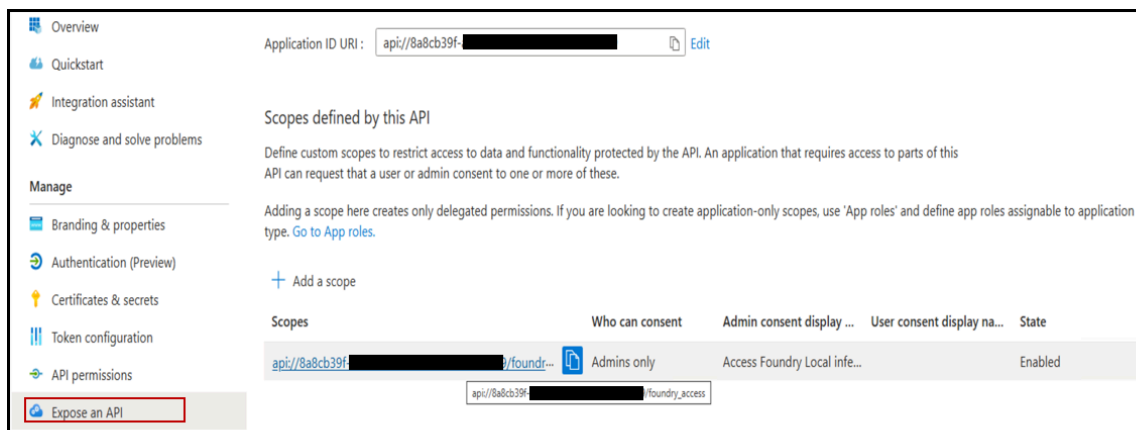 Overview
Quickstart
Integration assistant
Diagnose and solve problems
Manage
Branding & properties
Authentication (Preview)
Certificates & secrets
Token configuration
API permissions
Expose an API
Application ID URI : api://8a8cb39f- Edit
Scopes defined by this API
Define custom scopes to restrict access to data and functionality protected by the API. An application that requires access to parts of this
API can request that a user or admin consent to one or more of these.
Adding a scope here creates only delegated permissions. If you are looking to create application-only scopes, use 'App roles' and define app roles assignable to application
type. Go to App roles.
Add a scope
Scopes Who can consent Admin consent display ... User consent display na... State
api://8a8cb39f- /foundr... Admins only Access Foundry Local infe... Enabled
api://8a8cb39f- /foundry_access